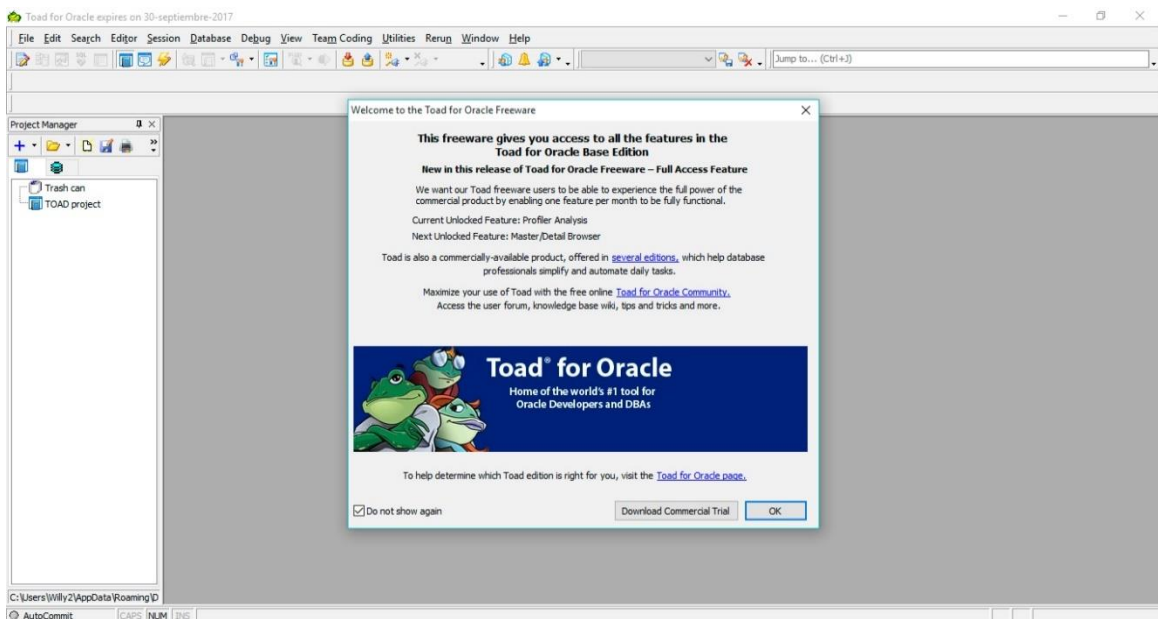 Toad for Oracle expires on 30-septiembre-2017
File Edit Search Editor Session Database Debug View Team Coding Utilities Rerun Window Help
Jump to... (Ctrl+J)
Project Manager
Trash can
TOAD project
Welcome to the Toad for Oracle Freeware
This freeware gives you access to all the features in the
Toad for Oracle Base Edition
New in this release of Toad for Oracle Freeware – Full Access Feature
We want our Toad freeware users to be able to experience the full power of the
commercial product by enabling one feature per month to be fully functional.
Current Unlocked Feature: Profiler Analysis
Next Unlocked Feature: Master/Detail Browser
Toad is also a commercially-available product, offered in several editions, which help database
professionals simplify and automate daily tasks.
Maximize your use of Toad with the free online Toad for Oracle Community.
Access the user forum, knowledge base wiki, tips and tricks and more.
Toad® for Oracle
Home of the world's #1 tool for
Oracle Developers and DBAs
To help determine which Toad edition is right for you, visit the Toad for Oracle page.
Do not show again
Download Commercial Trial
OK
C:\Users\Willy2\AppData\Roaming\D
AutoCommit CAPS NUM INS